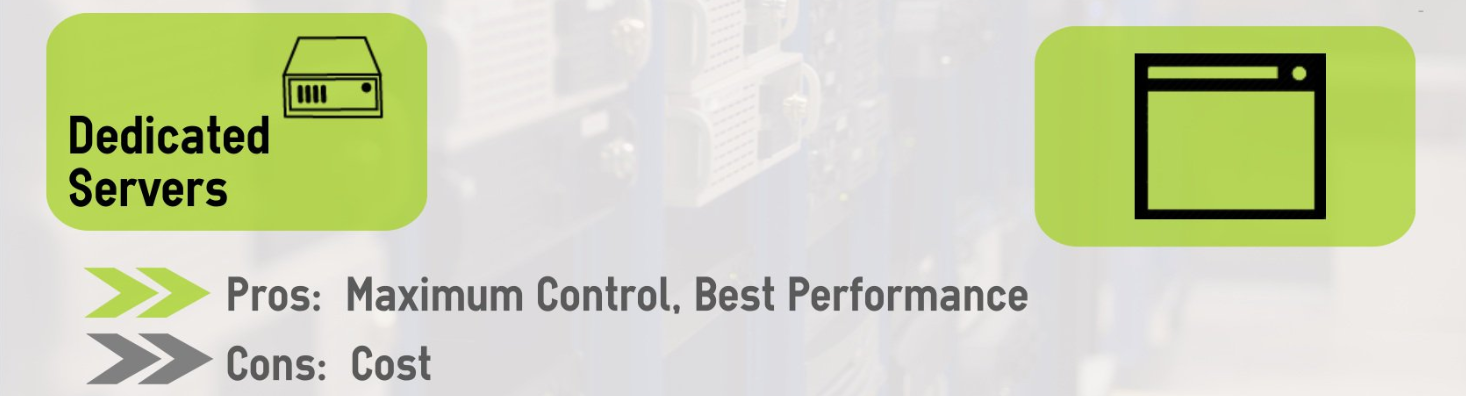 Dedicated
Servers
Pros: Maximum Control, Best Performance
Cons: Cost